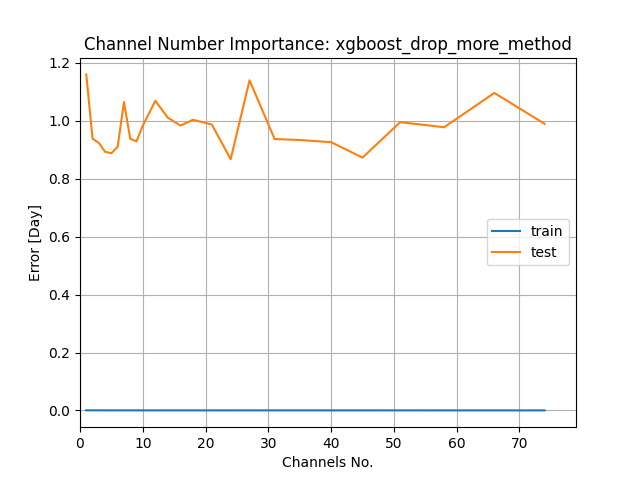 Channel Number Importance: xgboost_drop_more_method
1.2
1.0
0.8
0.6
0.4
0.2
0.0
Error [Day]
train
test
0 10 20 30 40 50 60 70
Channels No.